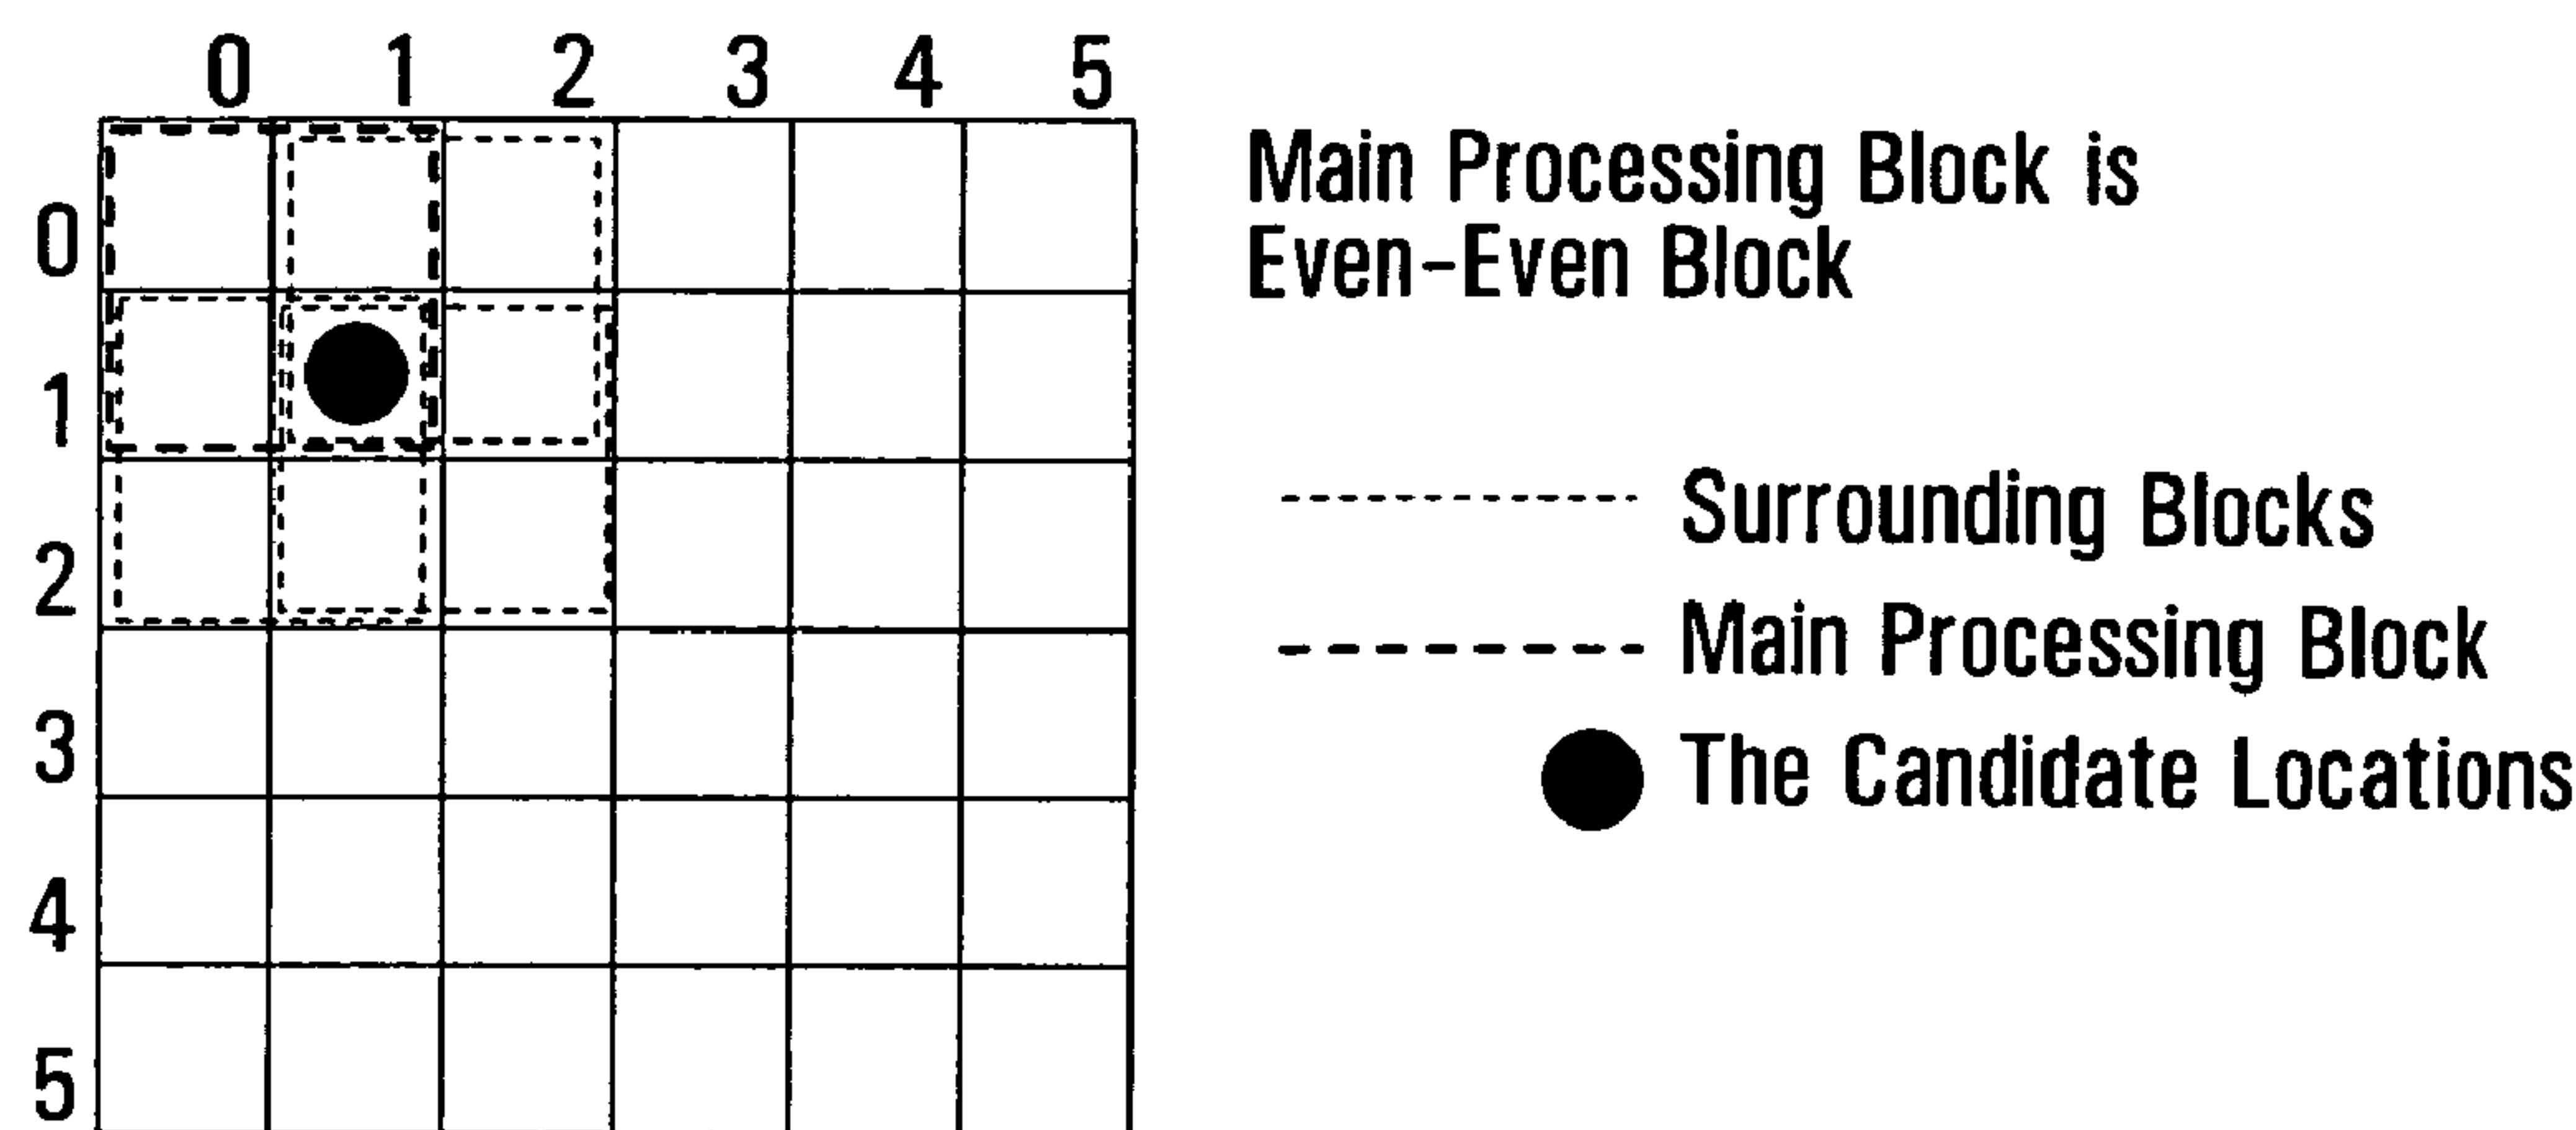 0 1 2 3 4 5
Main Processing Block is
Even-Even Block
0
1
2
3
4
5
Surrounding Blocks
Main Processing Block
The Candidate Locations